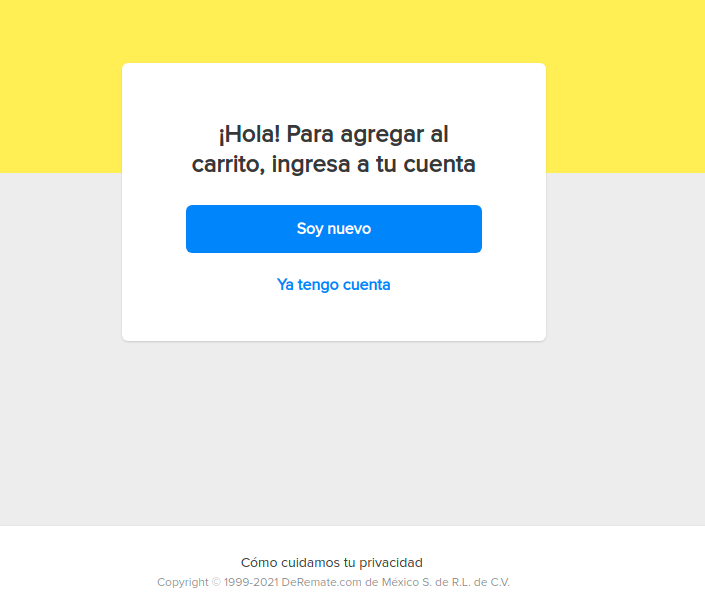 ¡Hola! Para agregar al
carrito, ingresa a tu cuenta
Soy nuevo
Ya tengo cuenta
Cómo cuidamos tu privacidad
Copyright © 1999-2021 DeRemate.com de México S. de R.L. de C.V.